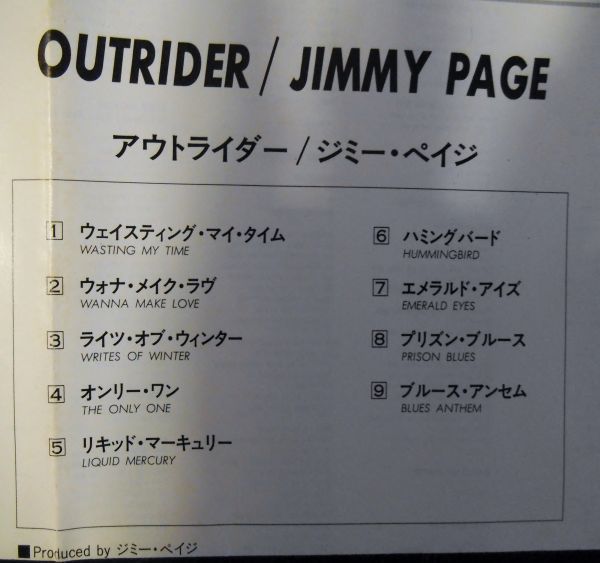 OUTRIDER / JIMMY PAGE
アウトライダー / ジミー・ペイジ
1 ウェイスティング・マイ・タイム
WASTING MY TIME
2 ウォナ・メイク・ラヴ
WANNA MAKE LOVE
3 ライツ・オブ・ウィンター
WRITES OF WINTER
4 オンリー・ワン
THE ONLY ONE
5 リキッド・マーキュリー
LIQUID MERCURY
6 ハミングバード
HUMMINGBIRD
7 エメラルド・アイズ
EMERALD EYES
8 プリズン・ブルース
PRISON BLUES
9 ブルース・アンセム
BLUES ANTHEM
■Produced by ジミー・ペイジ